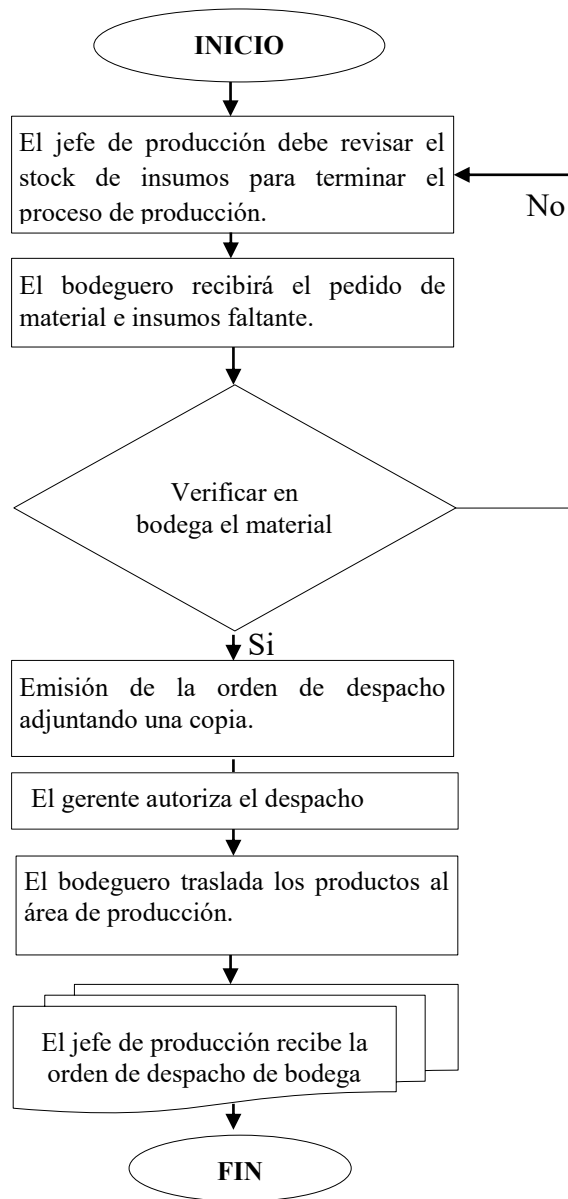 INICIO
El jefe de producción debe revisar el
stock de insumos para terminar el
proceso de producción.
No
El bodeguero recibirá el pedido de
material e insumos faltante.
Verificar en
bodega el material
Si
Emisión de la orden de despacho
adjuntando una copia.
El gerente autoriza el despacho
El bodeguero traslada los productos al
área de producción.
El jefe de producción recibe la
orden de despacho de bodega
FIN